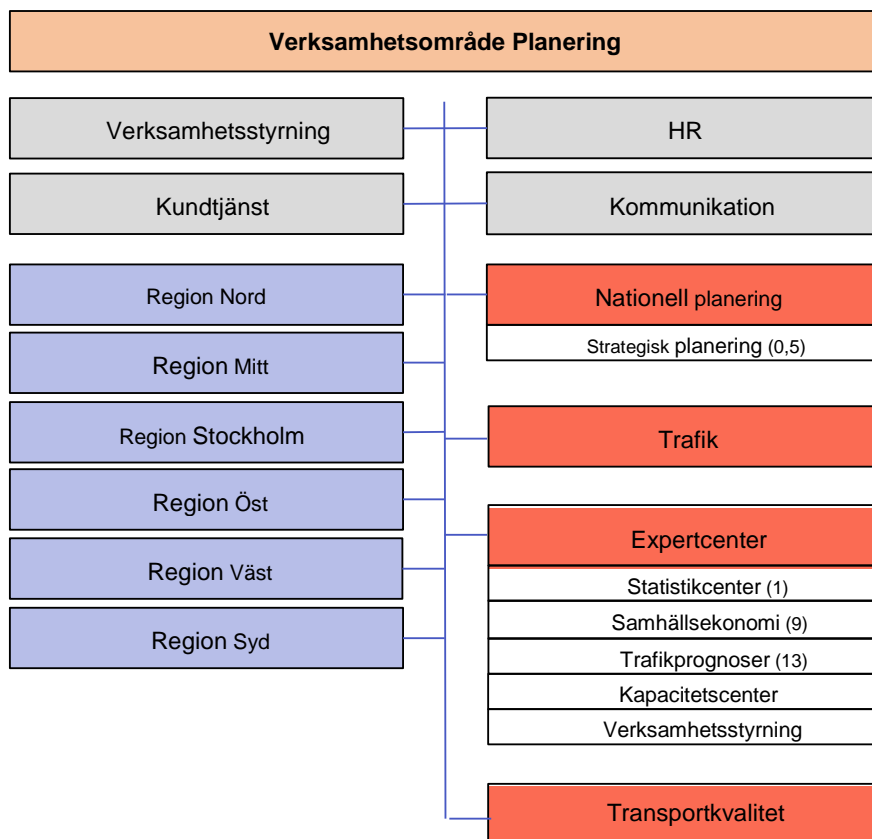 Verksamhetsområde Planering
Verksamhetsstyrning
HR
Kundtjänst
Kommunikation
Region Nord
Nationell planering
Strategisk planering (0,5)
Region Mitt
Region Stockholm
Trafik
Region Öst
Expertcenter
Region Väst
Statistikcenter (1)
Samhällsekonomi (9)
Region Syd
Trafikprognoser (13)
Kapacitetscenter
Verksamhetsstyrning
Transportkvalitet